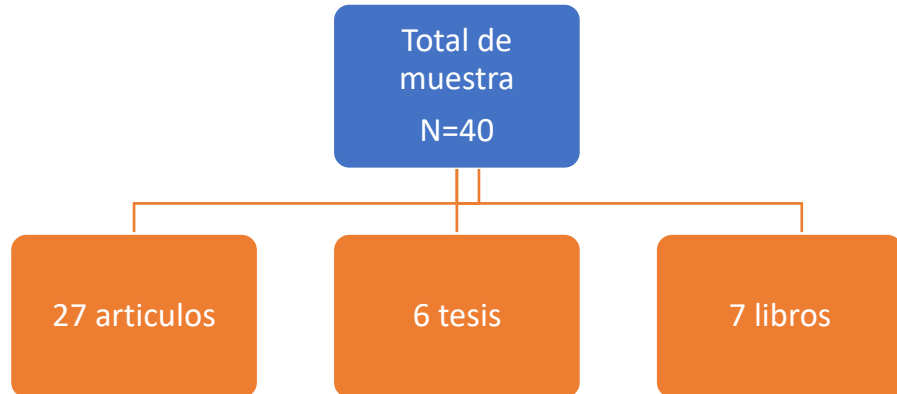 Total de
muestra
N=40
27 articulos
6 tesis
7 libros